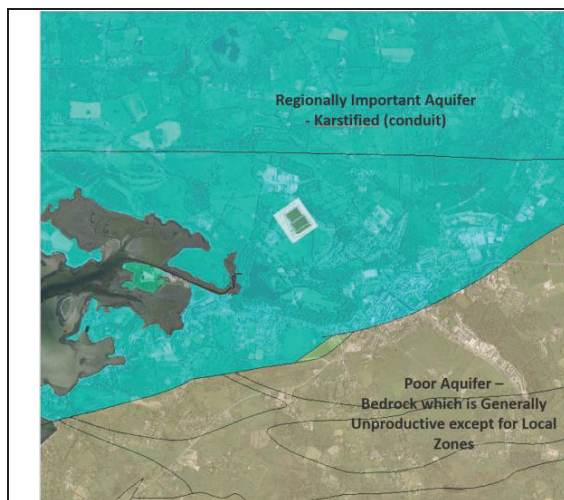 Regionally Important Aquifer
- Karstified (conduit)
Poor Aquifer –
Bedrock which is Generally
Unproductive except for Local
Zones